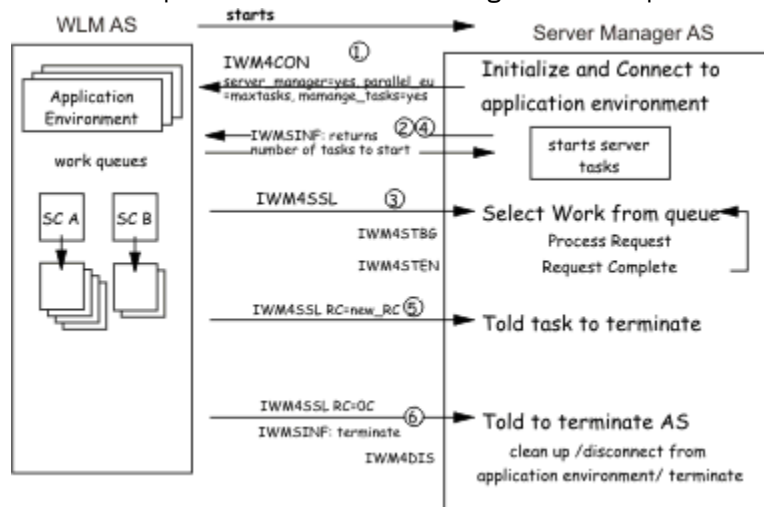 starts
WLM AS
Server Manager AS
IWM4CON ①
server_manager=yes, parallel_eu
=maxtasks, mamange_tasks=yes
Initialize and Connect to
application environment
Application
Environment
IWMSINF: returns ②④
number of tasks to start
starts server
tasks
work queues
IWM4SSL ③
Select Work from queue
SC A
SC B
IWM4STBG
Process Request
IWM4STEN
Request Complete
IWM4SSL RC=new_RC ⑤
Told task to terminate
IWM4SSL RC=0C ⑥
IWMSINF: terminate
Told to terminate AS
IWM4DIS
clean up /disconnect from
application environment/ terminate